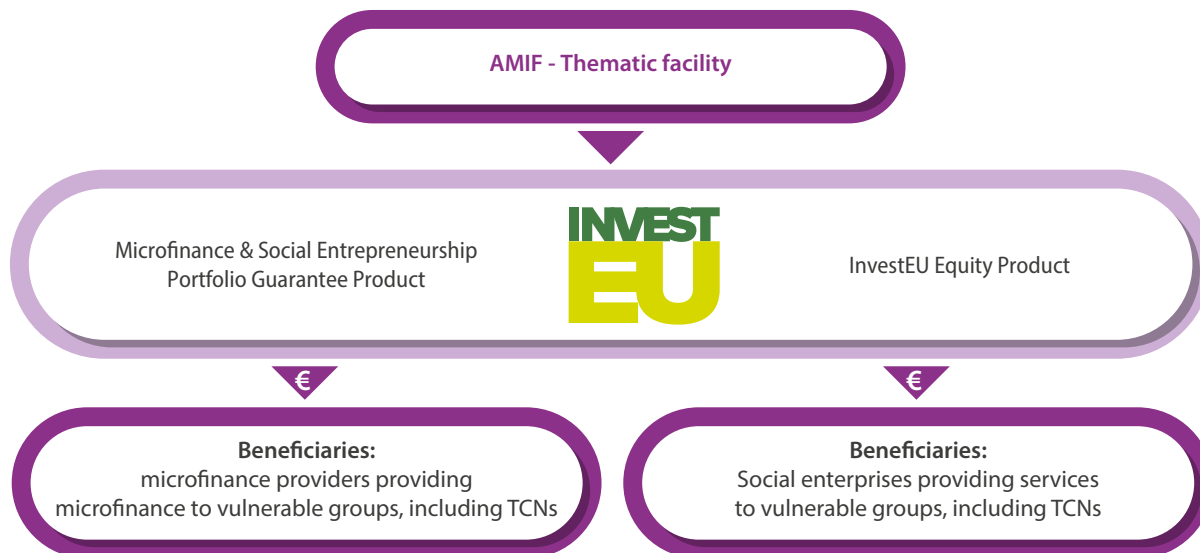 AMIF - Thematic facility
Microfinance & Social Entrepreneurship
Portfolio Guarantee Product
INVEST
EU
InvestEU Equity Product
€
€
Beneficiaries:
microfinance providers providing
microfinance to vulnerable groups, including TCNs
Beneficiaries:
Social enterprises providing services
to vulnerable groups, including TCNs